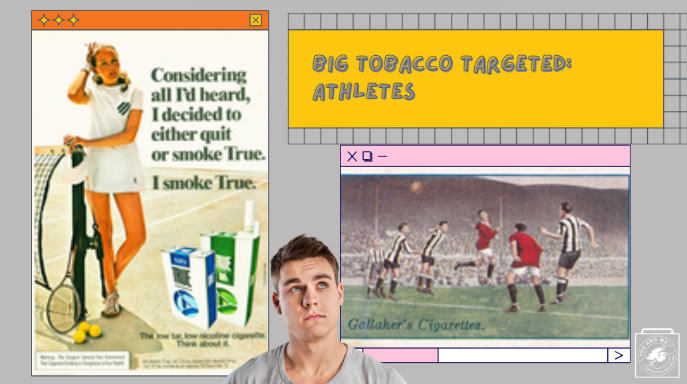 BIG TOBACCO TARGETED:
ATHLETES
Considering
all I'd heard,
I decided to
either quit
or smoke True.
I smoke True.
TRUE
The low tar, low nicotine cigarette.
Think about it.
Gallaher's Cigarettes.